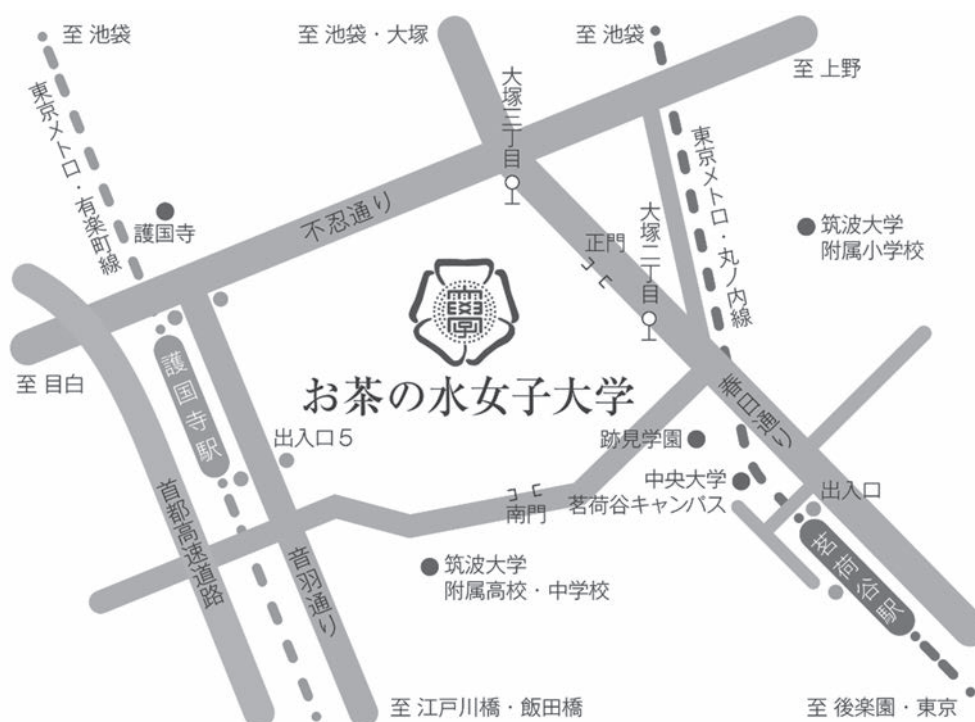 至 池袋
至 池袋・大塚
至 池袋
至 上野
東京メトロ・有楽町線
大塚三丁目
東京メトロ・丸ノ内線
護国寺
不忍通り
正門
大塚二丁目
筑波大学
附属小学校
學
至 目白
護国寺駅
お茶の水女子大学
春日通り
出入口5
跡見学園
中央大学
茗荷谷キャンパス
出入口
首都高速道路
南門
音羽通り
筑波大学
附属高校・中学校
茗荷谷駅
至 江戸川橋・飯田橋
至 後楽園・東京